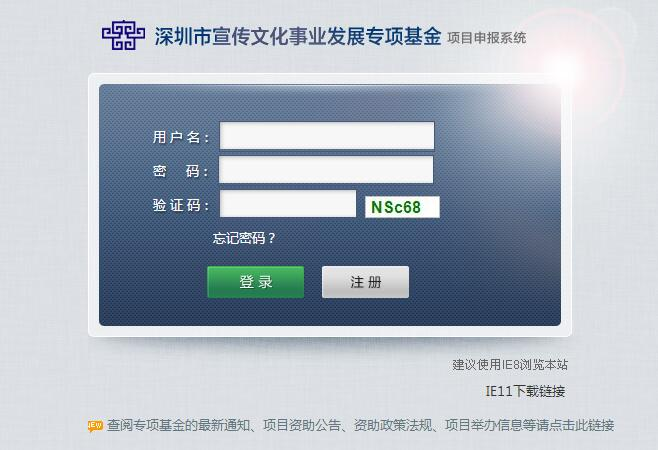 深圳市宣传文化事业发展专项基金 项目申报系统
用户名：
密 码：
验证码： NSc68
忘记密码？
登 录 注 册
建议使用IE8浏览本站
IE11下载链接
NEW 查阅专项基金的最新通知、项目资助公告、资助政策法规、项目举办信息等请点击此链接